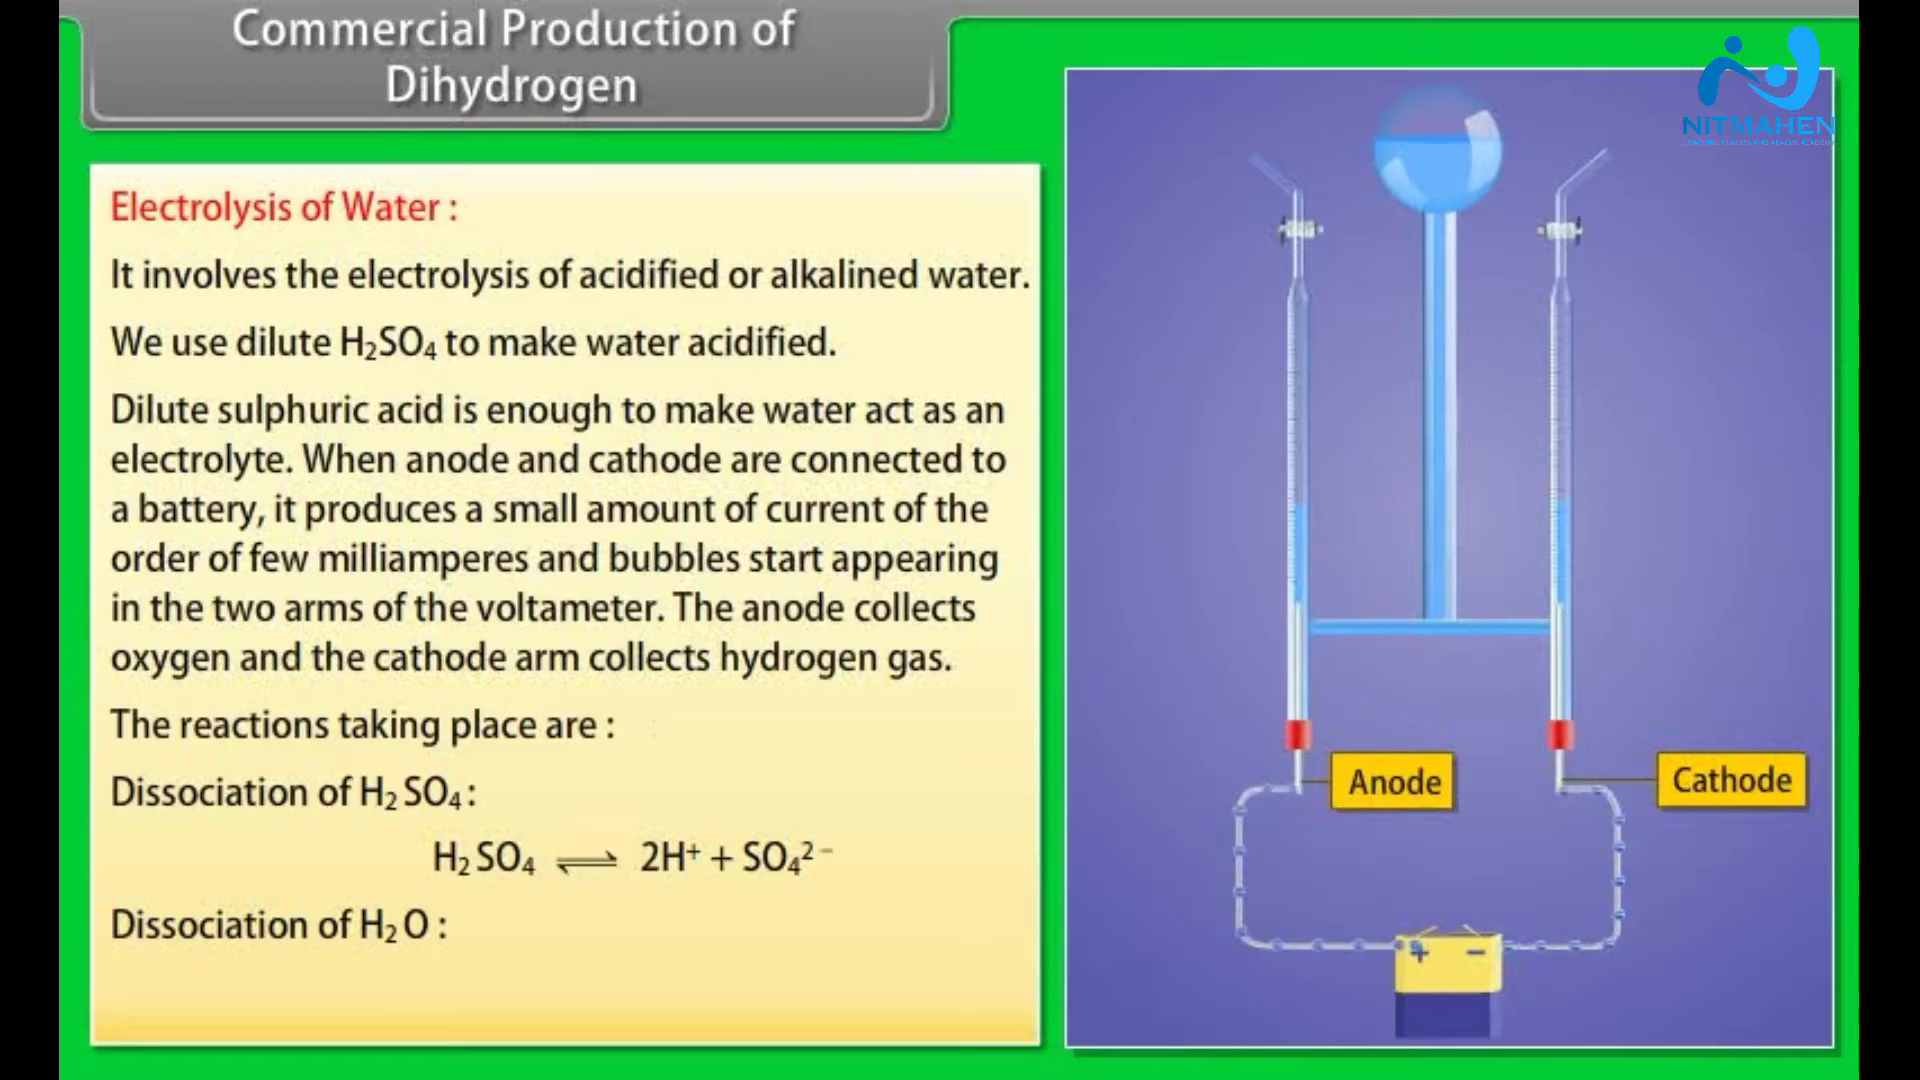 Commercial Production of
Dihydrogen
NITMAHEN
COACHING CLASSES AND ABACUS ACADEMY
Electrolysis of Water :
It involves the electrolysis of acidified or alkalined water.
We use dilute H₂SO₄ to make water acidified.
Dilute sulphuric acid is enough to make water act as an
electrolyte. When anode and cathode are connected to
a battery, it produces a small amount of current of the
order of few milliamperes and bubbles start appearing
in the two arms of the voltameter. The anode collects
oxygen and the cathode arm collects hydrogen gas.
The reactions taking place are :
Dissociation of H₂SO₄ :
H₂SO₄ ⇌ 2H⁺ + SO₄²⁻
Dissociation of H₂O :
Anode
Cathode
+ −